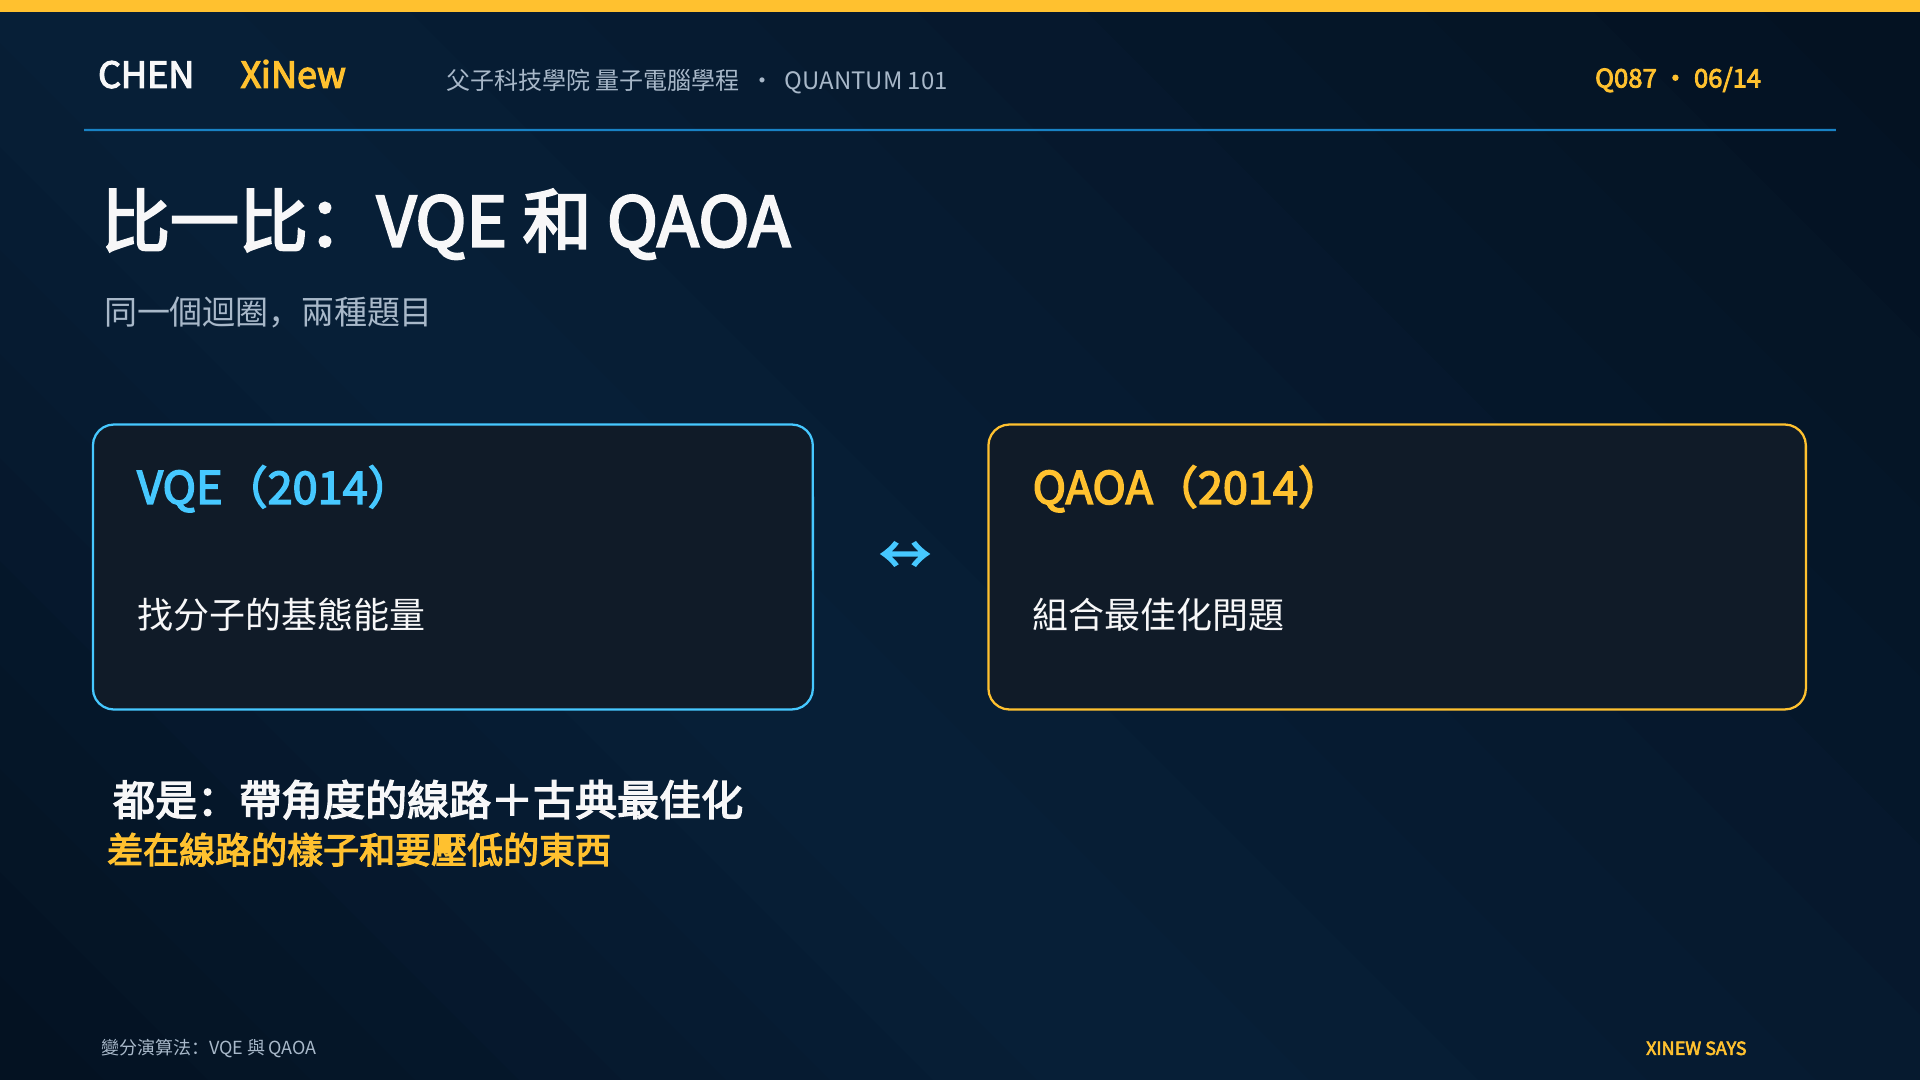 CHEN XiNew 父子科技學院 量子電腦學程 · QUANTUM 101 Q087 · 06/14
比一比：VQE 和 QAOA
同一個迴圈，兩種題目
VQE（2014）
找分子的基態能量
↔
QAOA（2014）
組合最佳化問題
都是：帶角度的線路＋古典最佳化
差在線路的樣子和要壓低的東西
變分演算法：VQE 與 QAOA XINEW SAYS